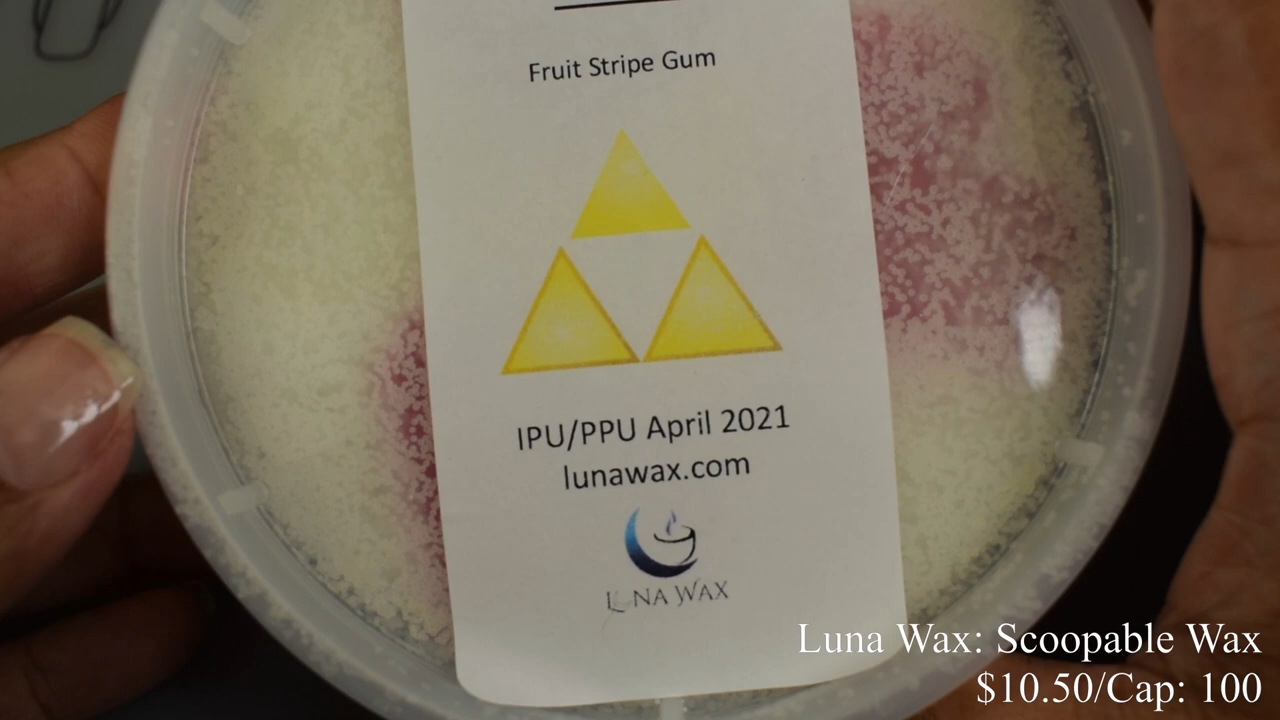 Fruit Stripe Gum
IPU/PPU April 2021
lunawax.com
LUNA WAX
Luna Wax: Scoopable Wax
$10.50/Cap: 100